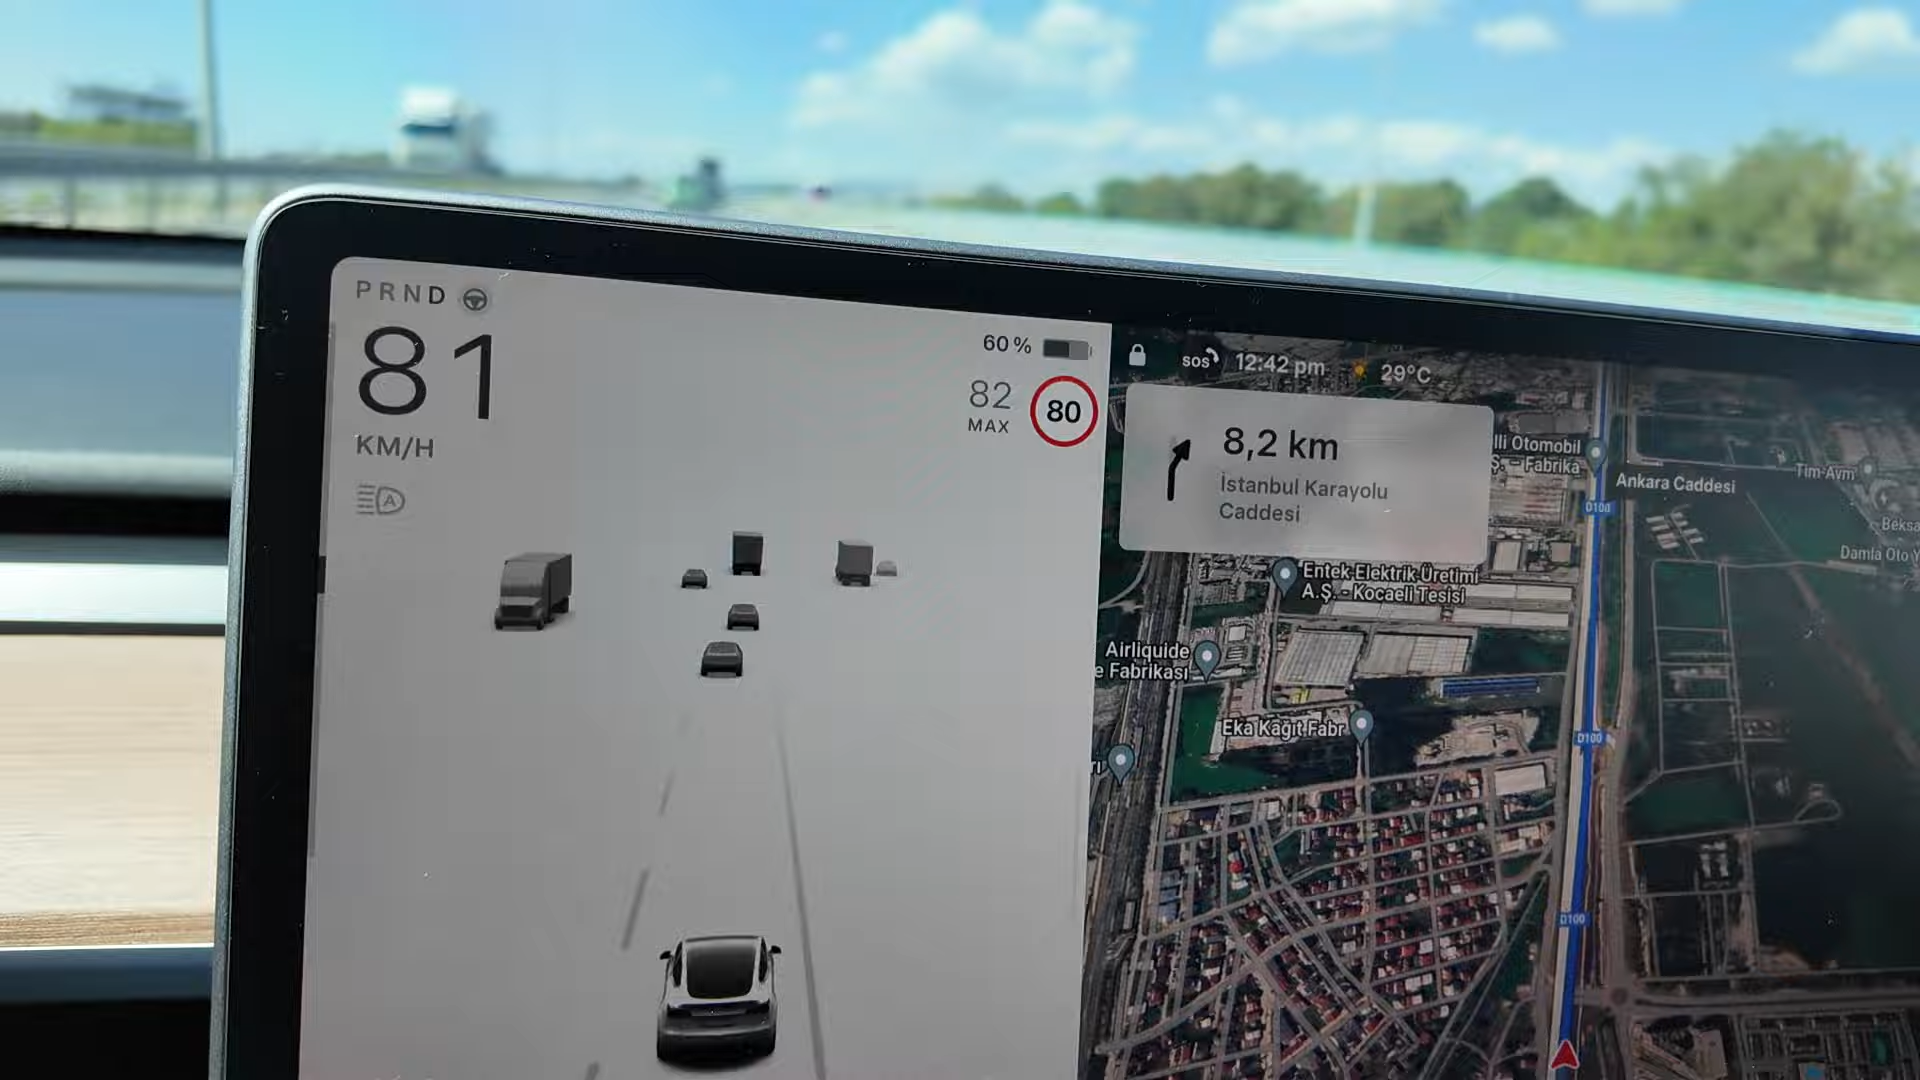 PRND
81
KM/H
A
60 %
82
MAX
80
sos
12:42 pm
29°C
8,2 km
İstanbul Karayolu
Caddesi
lli Otomobil
Ş. - Fabrika
Ankara Caddesi
Tim-Avm
D100
Beksa
Damla Oto Y
Entek Elektrik Üretimi
A.Ş. - Kocaeli Tesisi
Airliquide
e Fabrikası
Eka Kağıt Fabr
D100
rı
D100